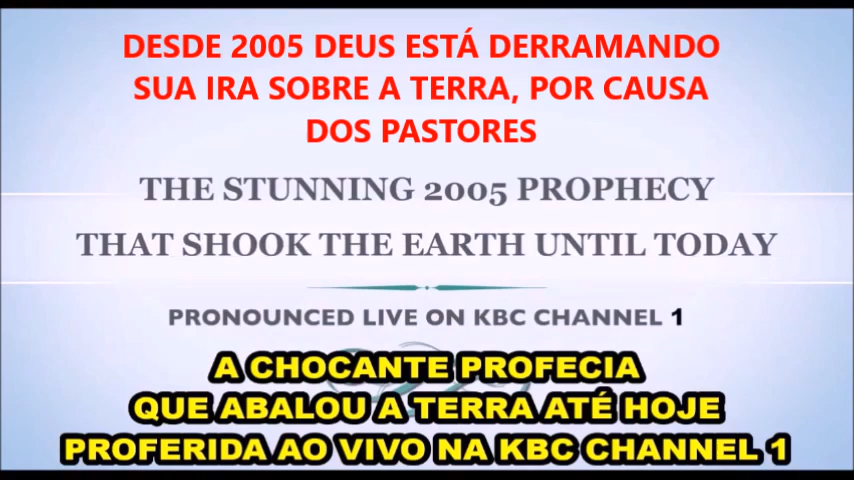 DESDE 2005 DEUS ESTÁ DERRAMANDO
SUA IRA SOBRE A TERRA, POR CAUSA
DOS PASTORES
THE STUNNING 2005 PROPHECY
THAT SHOOK THE EARTH UNTIL TODAY
PRONOUNCED LIVE ON KBC CHANNEL 1
A CHOCANTE PROFECIA
QUE ABALOU A TERRA ATÉ HOJE
PROFERIDA AO VIVO NA KBC CHANNEL 1